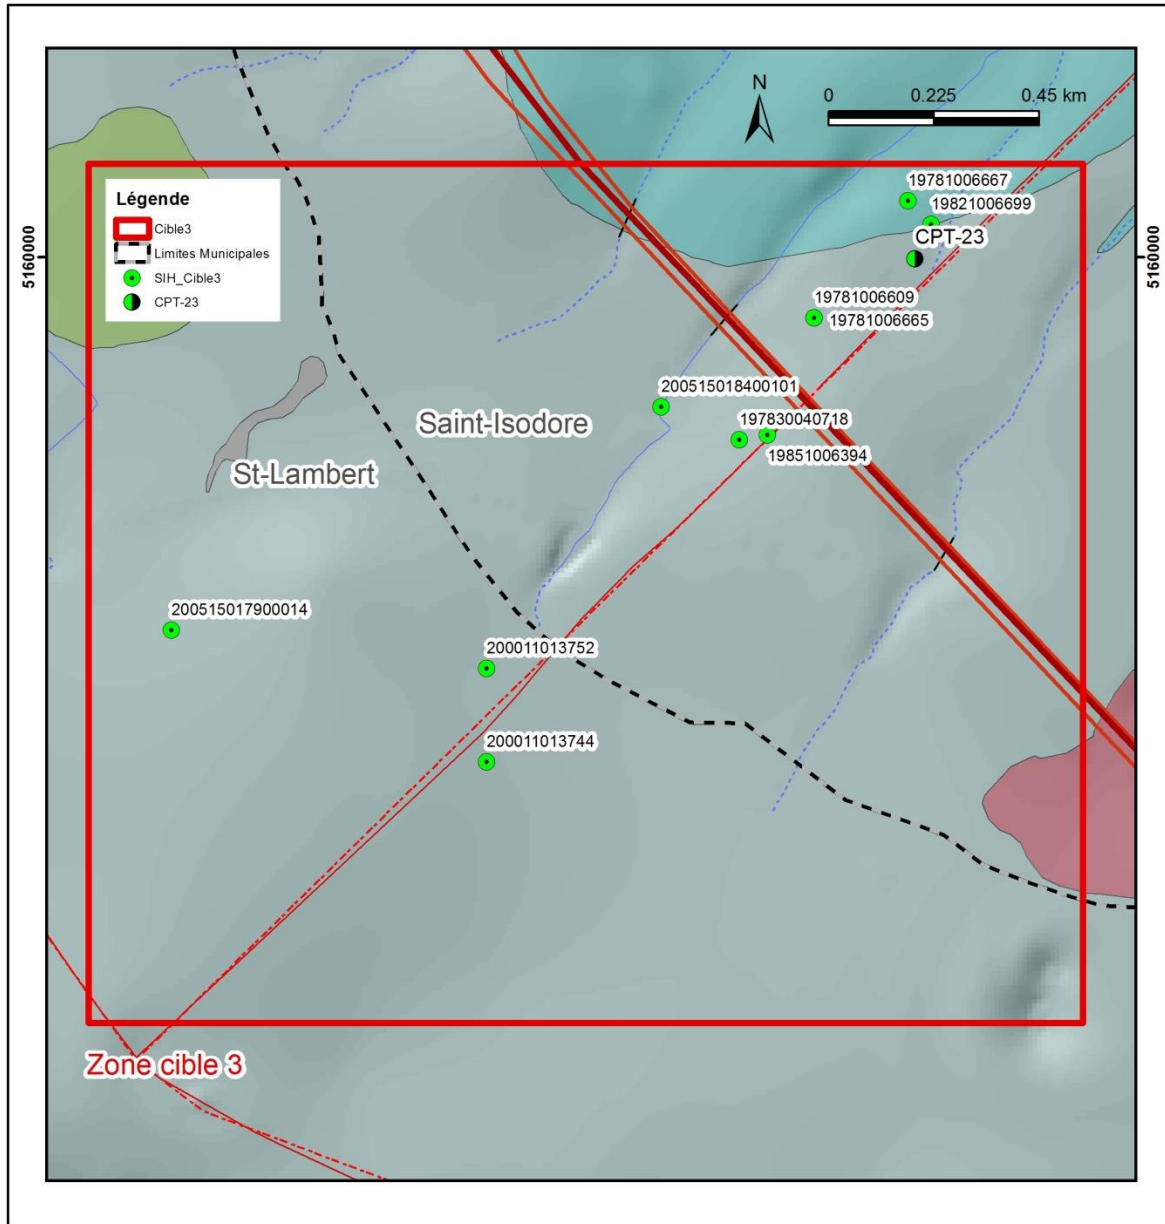 N
0 0.225 0.45 km
Légende
Cible3
Limites Municipales
SIH_Cible3
CPT-23
19781006667
19821006699
CPT-23
5160000
5160000
19781006609
19781006665
200515018400101
197830040718
19851006394
Saint-Isodore
St-Lambert
200515017900014
200011013752
200011013744
Zone cible 3